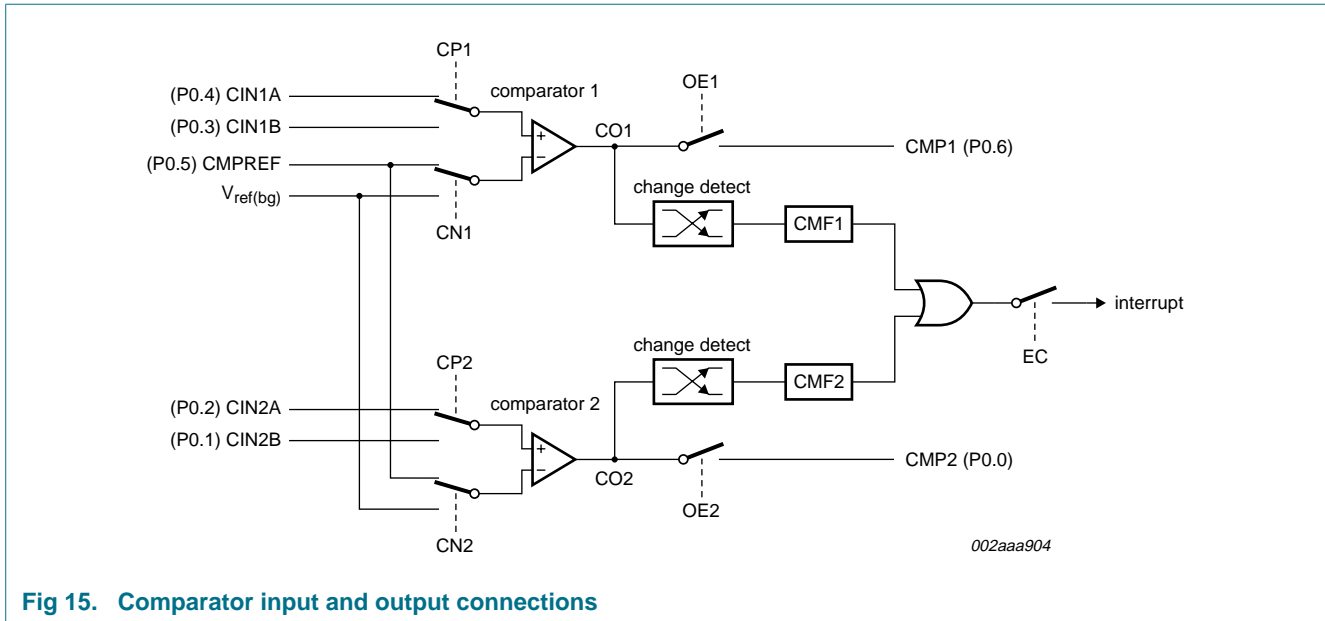 CP1
OE1
(P0.4) CIN1A
comparator 1
(P0.3) CIN1B
+
CO1
(P0.5) CMPREF
−
CMP1 (P0.6)
Vref(bg)
change detect
CN1
CMF1
interrupt
EC
change detect
CP2
CMF2
(P0.2) CIN2A
comparator 2
(P0.1) CIN2B
+
−
CMP2 (P0.0)
CO2
OE2
CN2
002aaa904
Fig 15. Comparator input and output connections